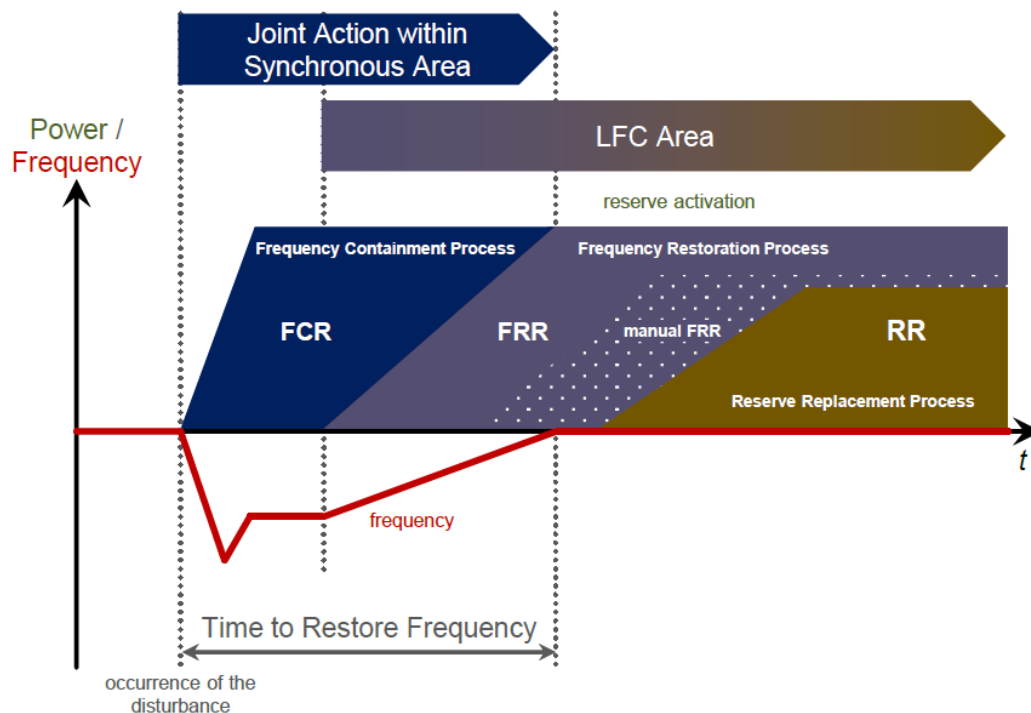 Joint Action within
Synchronous Area
LFC Area
Power /
Frequency
reserve activation
Frequency Containment Process
Frequency Restoration Process
FCR
FRR
manual FRR
RR
Reserve Replacement Process
t
frequency
Time to Restore Frequency
occurrence of the
disturbance